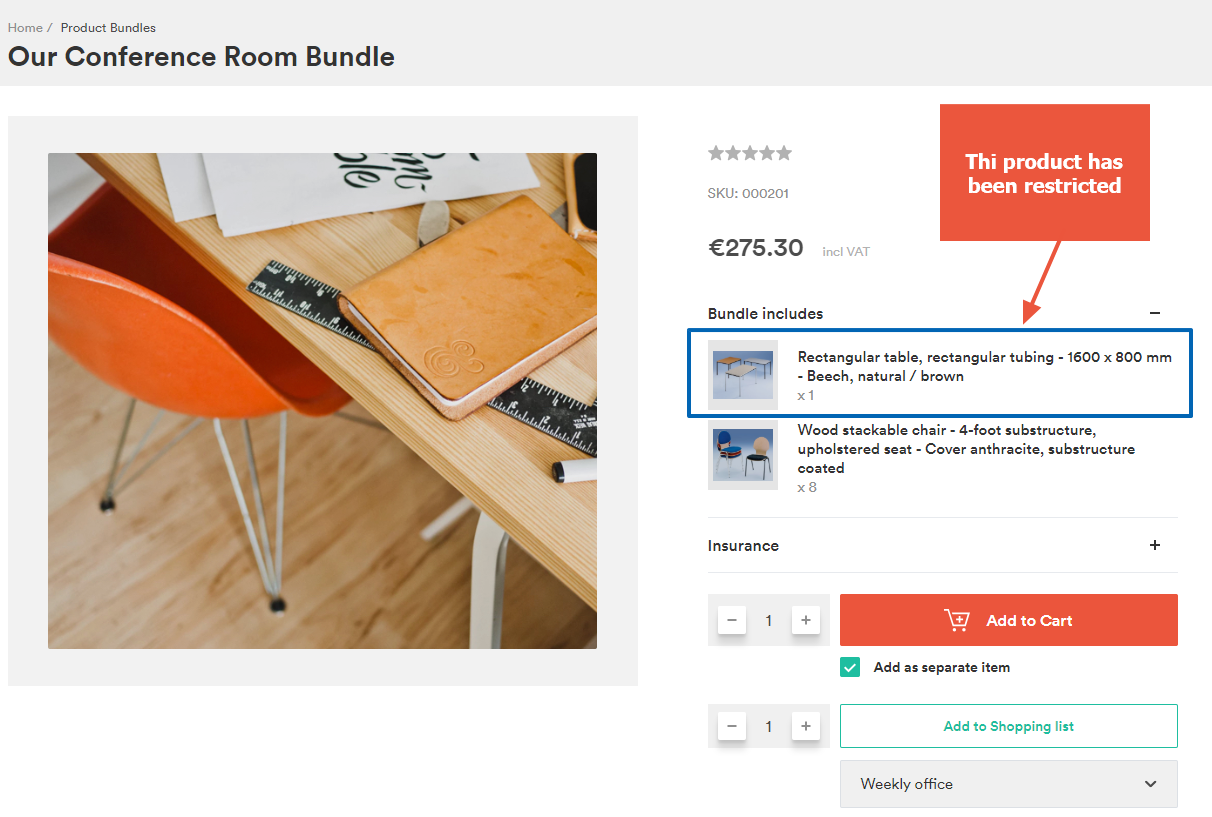 Home / Product Bundles
Our Conference Room Bundle
Thi product has
been restricted
SKU: 000201
€275.30 incl VAT
Bundle includes
Rectangular table, rectangular tubing - 1600 x 800 mm
- Beech, natural / brown
x 1
Wood stackable chair - 4-foot substructure,
upholstered seat - Cover anthracite, substructure
coated
x 8
Insurance
1
Add to Cart
Add as separate item
1
Add to Shopping list
Weekly office